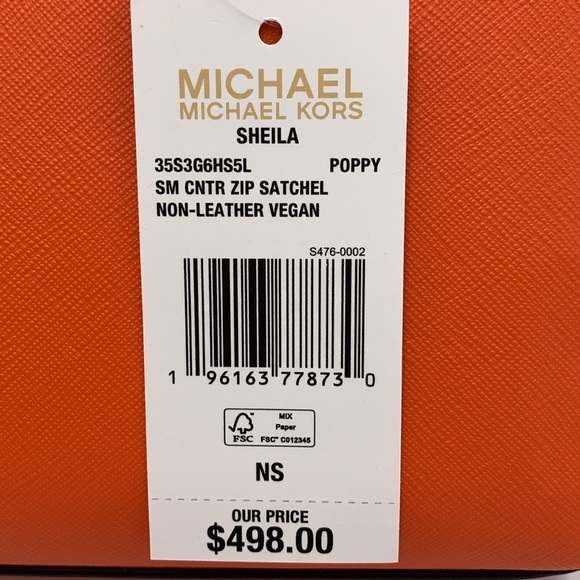 MICHAEL
MICHAEL KORS
SHEILA
35S3G6HS5L POPPY
SM CNTR ZIP SATCHEL
NON-LEATHER VEGAN
S476-0002
1 96163 77873 0
FSC
MIX
Paper
FSC™ C012345
NS
OUR PRICE
$498.00